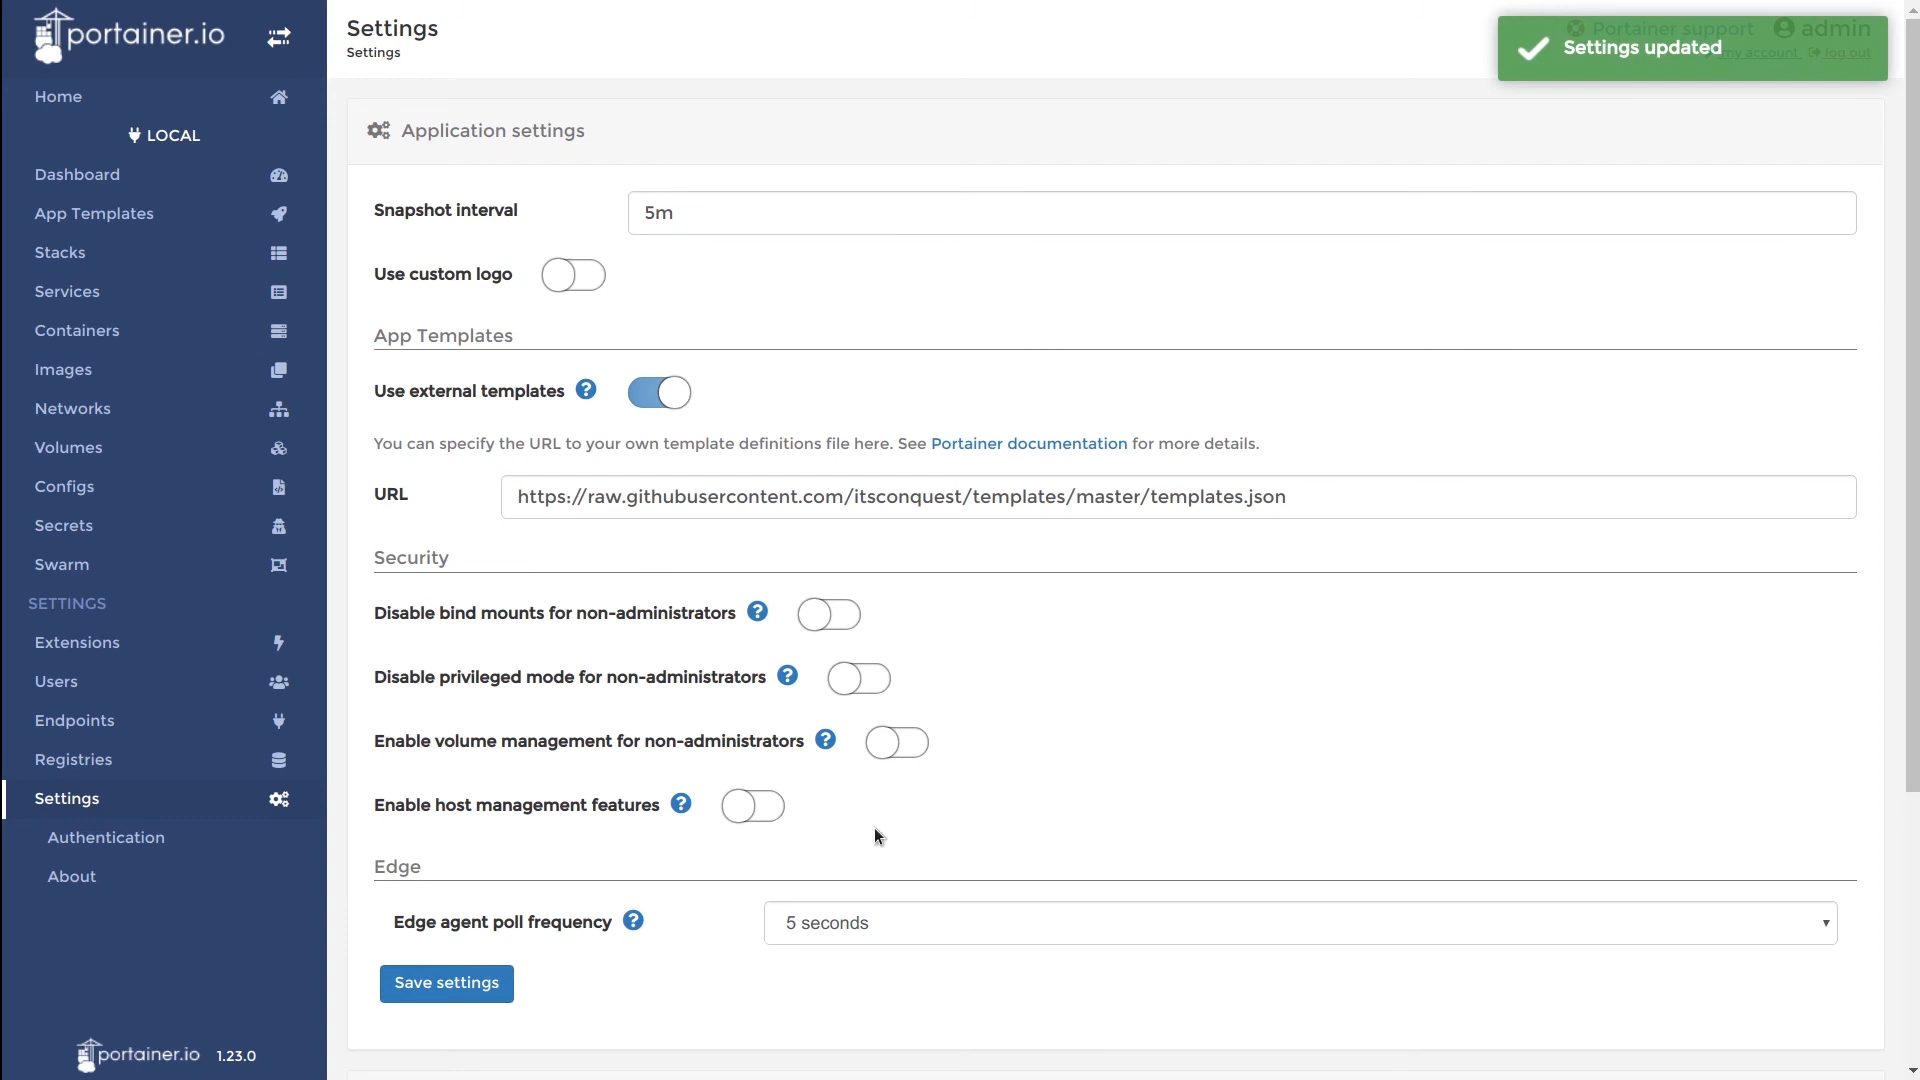 portainer.io
Home
LOCAL
Dashboard
App Templates
Stacks
Services
Containers
Images
Networks
Volumes
Configs
Secrets
Swarm
SETTINGS
Extensions
Users
Endpoints
Registries
Settings
Authentication
About
portainer.io 1.23.0
Settings
Settings
Portainer support admin
my account log out
Settings updated
Application settings
Snapshot interval 5m
Use custom logo
App Templates
Use external templates ?
You can specify the URL to your own template definitions file here. See Portainer documentation for more details.
URL https://raw.githubusercontent.com/itsconquest/templates/master/templates.json
Security
Disable bind mounts for non-administrators ?
Disable privileged mode for non-administrators ?
Enable volume management for non-administrators ?
Enable host management features ?
Edge
Edge agent poll frequency ? 5 seconds
Save settings